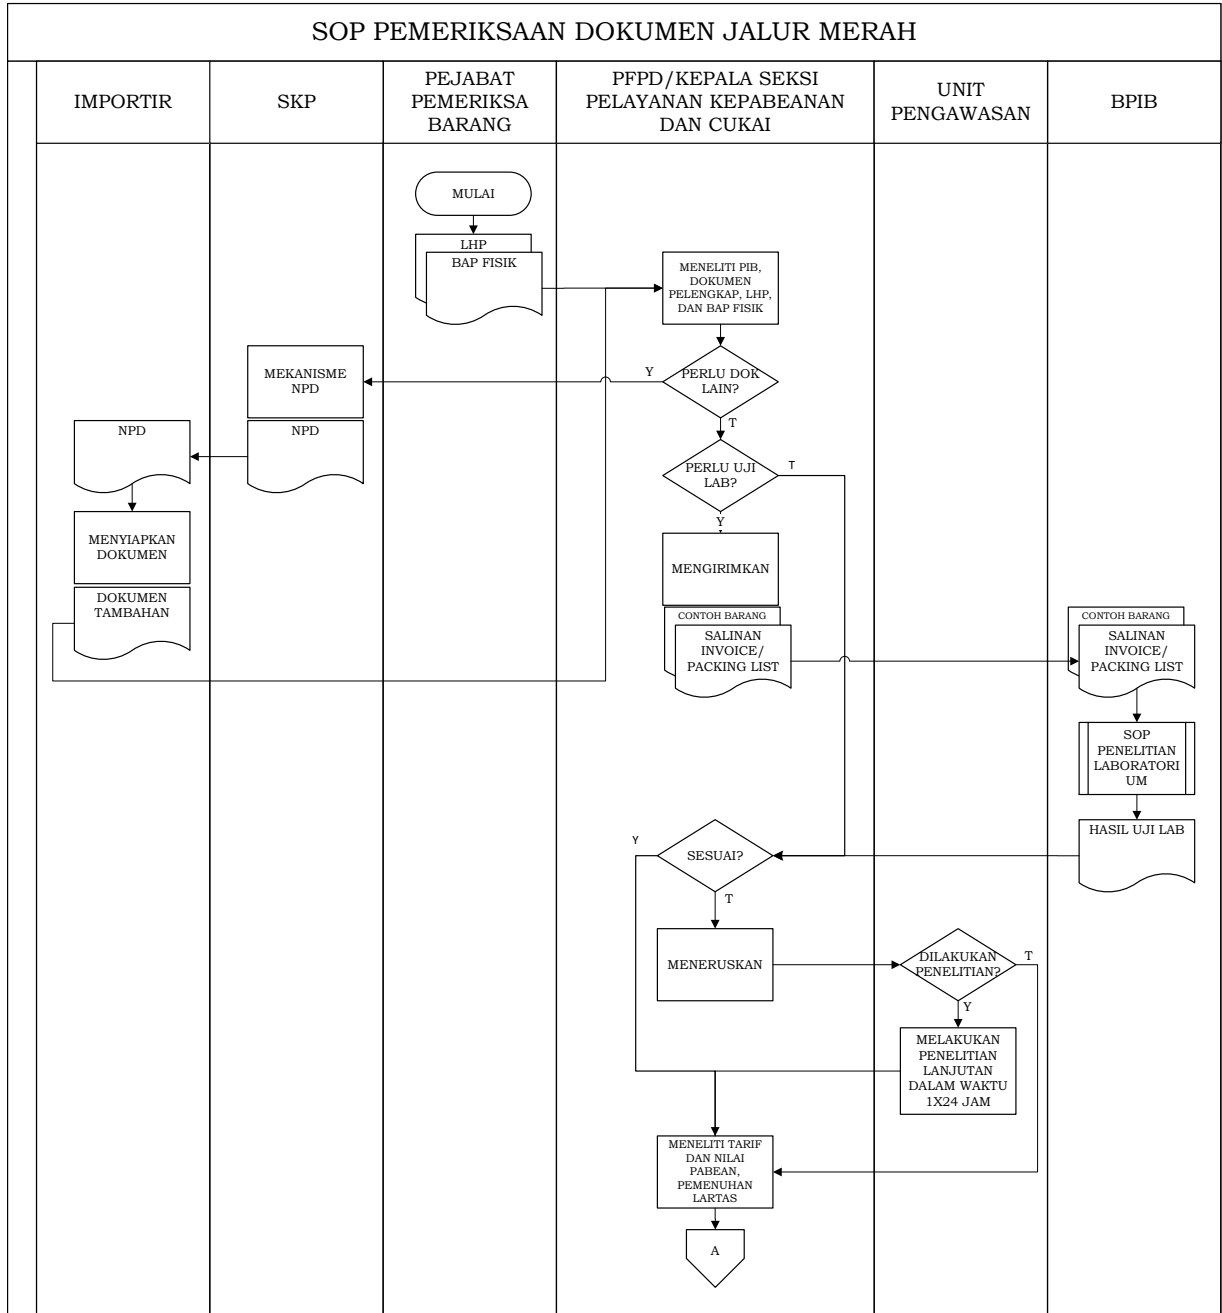 SOP PEMERIKSAAN DOKUMEN JALUR MERAH
IMPORTIR
SKP
PEJABAT
PEMERIKSA
BARANG
PFPD/KEPALA SEKSI
PELAYANAN KEPABEANAN
DAN CUKAI
UNIT
PENGAWASAN
BPIB
MULAI
LHP
BAP FISIK
MENELITI PIB,
DOKUMEN
PELENGKAP, LHP,
DAN BAP FISIK
PERLU DOK
LAIN?
Y
T
MEKANISME
NPD
NPD
NPD
MENYIAPKAN
DOKUMEN
DOKUMEN
TAMBAHAN
PERLU UJI
LAB?
T
Y
MENGIRIMKAN
CONTOH BARANG
SALINAN
INVOICE/
PACKING LIST
CONTOH BARANG
SALINAN
INVOICE/
PACKING LIST
SOP
PENELITIAN
LABORATORI
UM
HASIL UJI LAB
SESUAI?
Y
T
MENERUSKAN
DILAKUKAN
PENELITIAN?
T
Y
MELAKUKAN
PENELITIAN
LANJUTAN
DALAM WAKTU
1X24 JAM
MENELITI TARIF
DAN NILAI
PABEAN,
PEMENUHAN
LARTAS
A